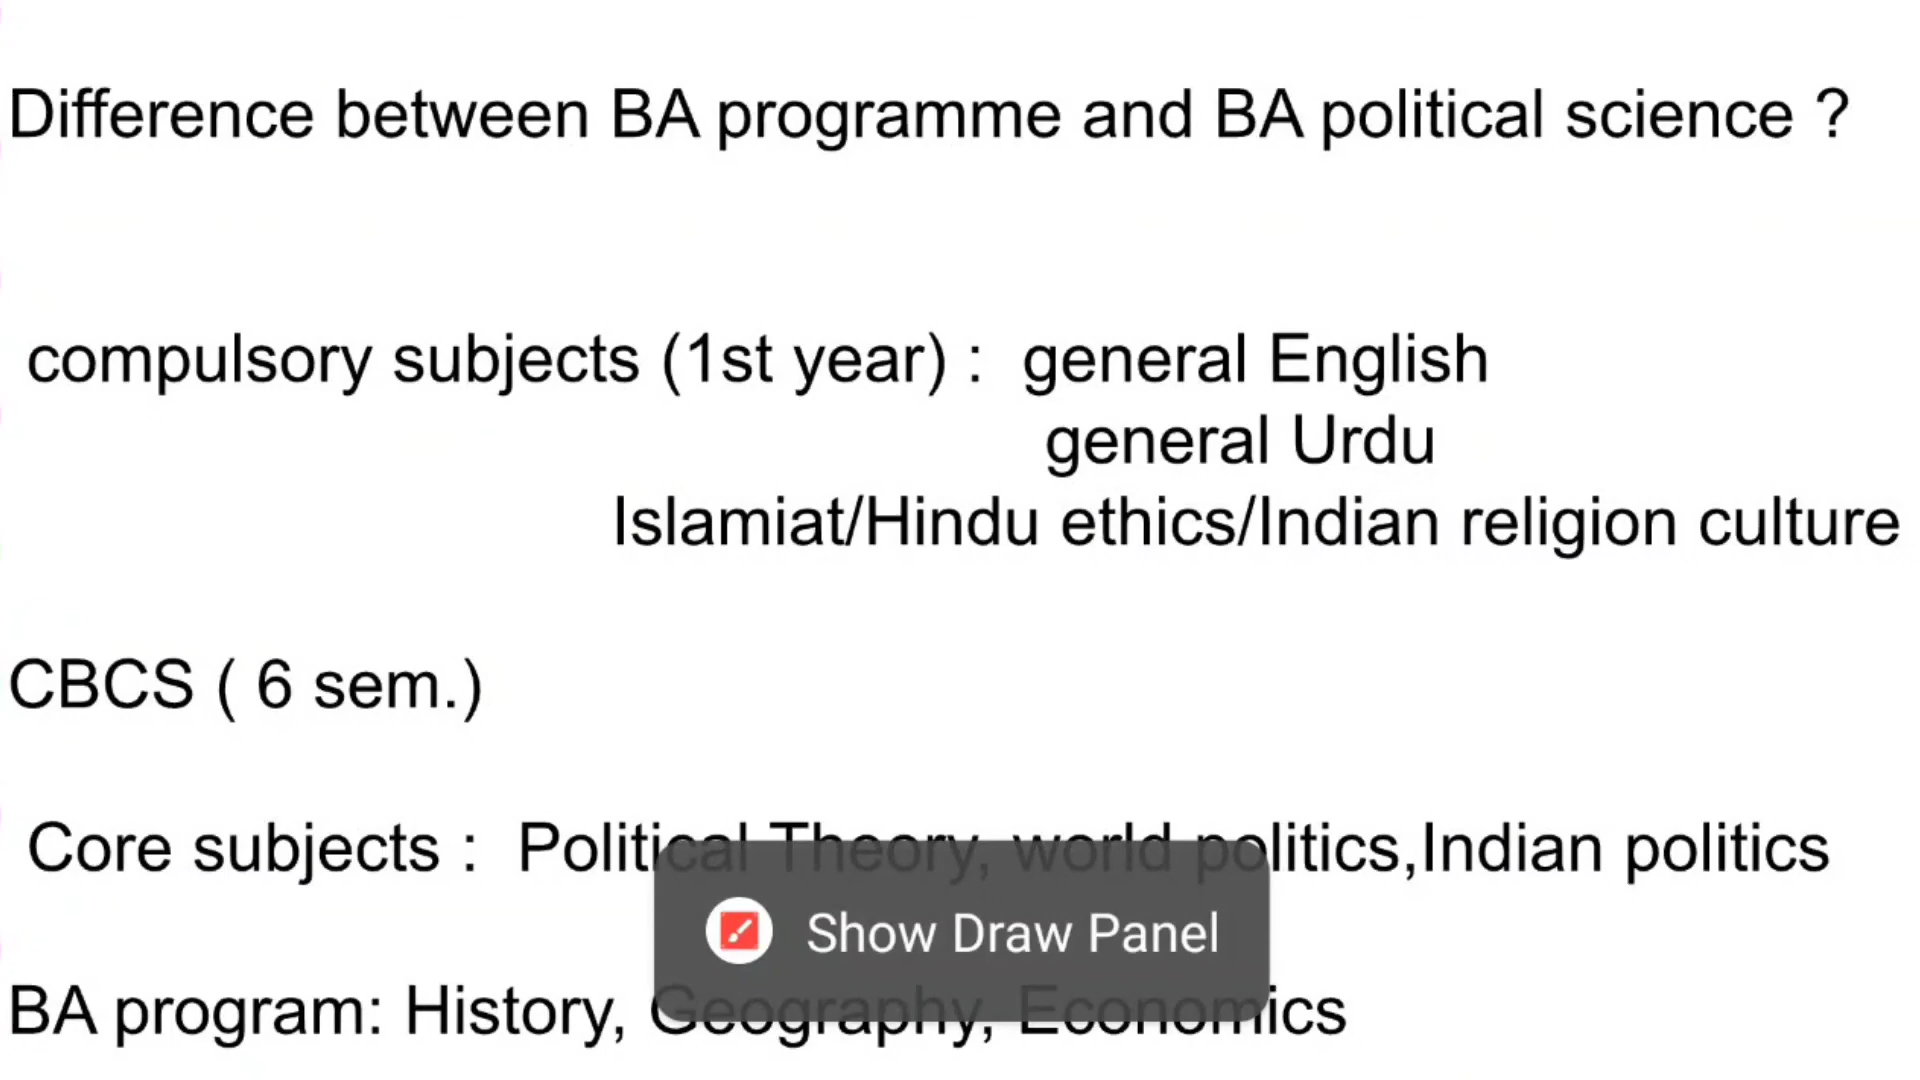 Difference between BA programme and BA political science ?
compulsory subjects (1st year) : general English
general Urdu
Islamiat/Hindu ethics/Indian religion culture
CBCS ( 6 sem.)
Core subjects : Political Theory, world politics,Indian politics
Show Draw Panel
BA program: History, Geography, Economics